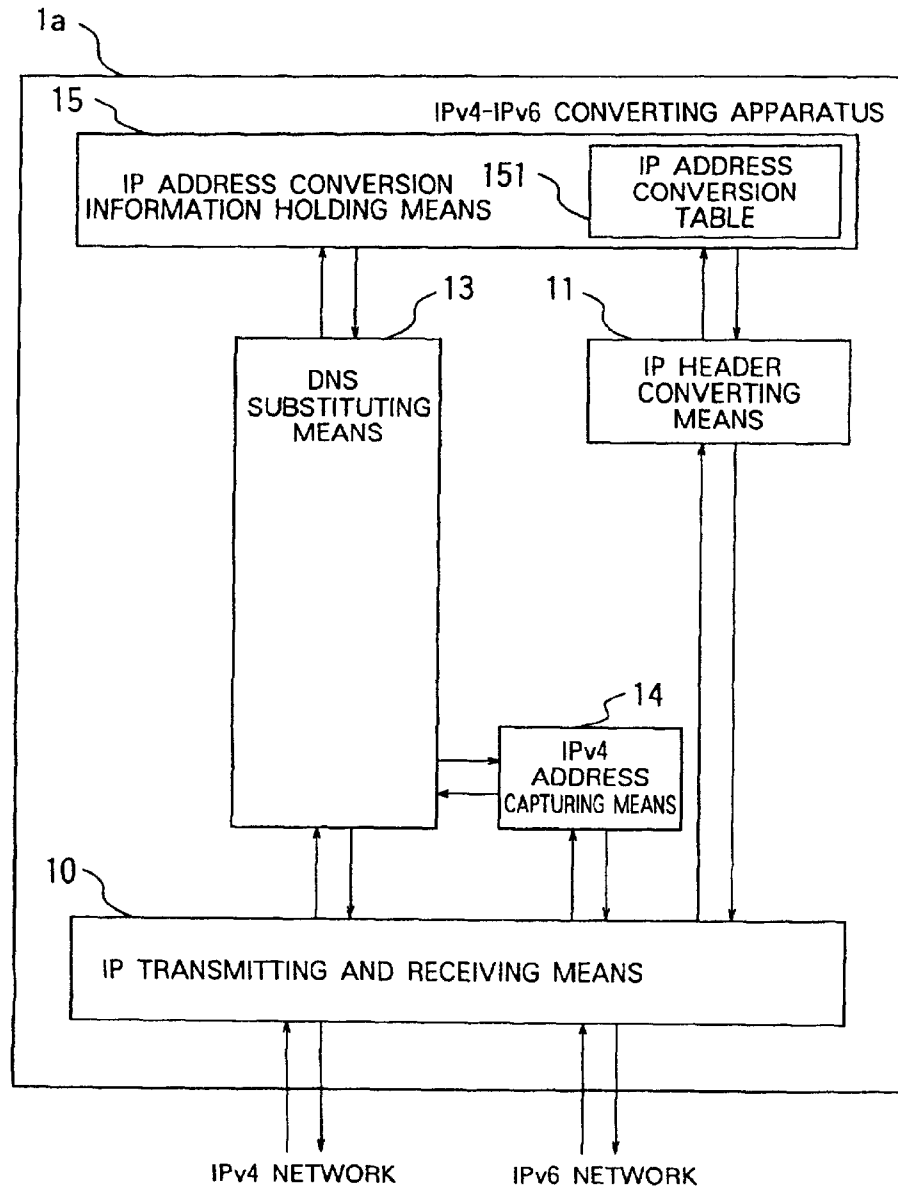 1a
15
IPv4-IPv6 CONVERTING APPARATUS
IP ADDRESS CONVERSION
INFORMATION HOLDING MEANS
151
IP ADDRESS
CONVERSION
TABLE
13
11
DNS
SUBSTITUTING
MEANS
IP HEADER
CONVERTING
MEANS
14
IPv4
ADDRESS
CAPTURING MEANS
10
IP TRANSMITTING AND RECEIVING MEANS
IPv4 NETWORK
IPv6 NETWORK